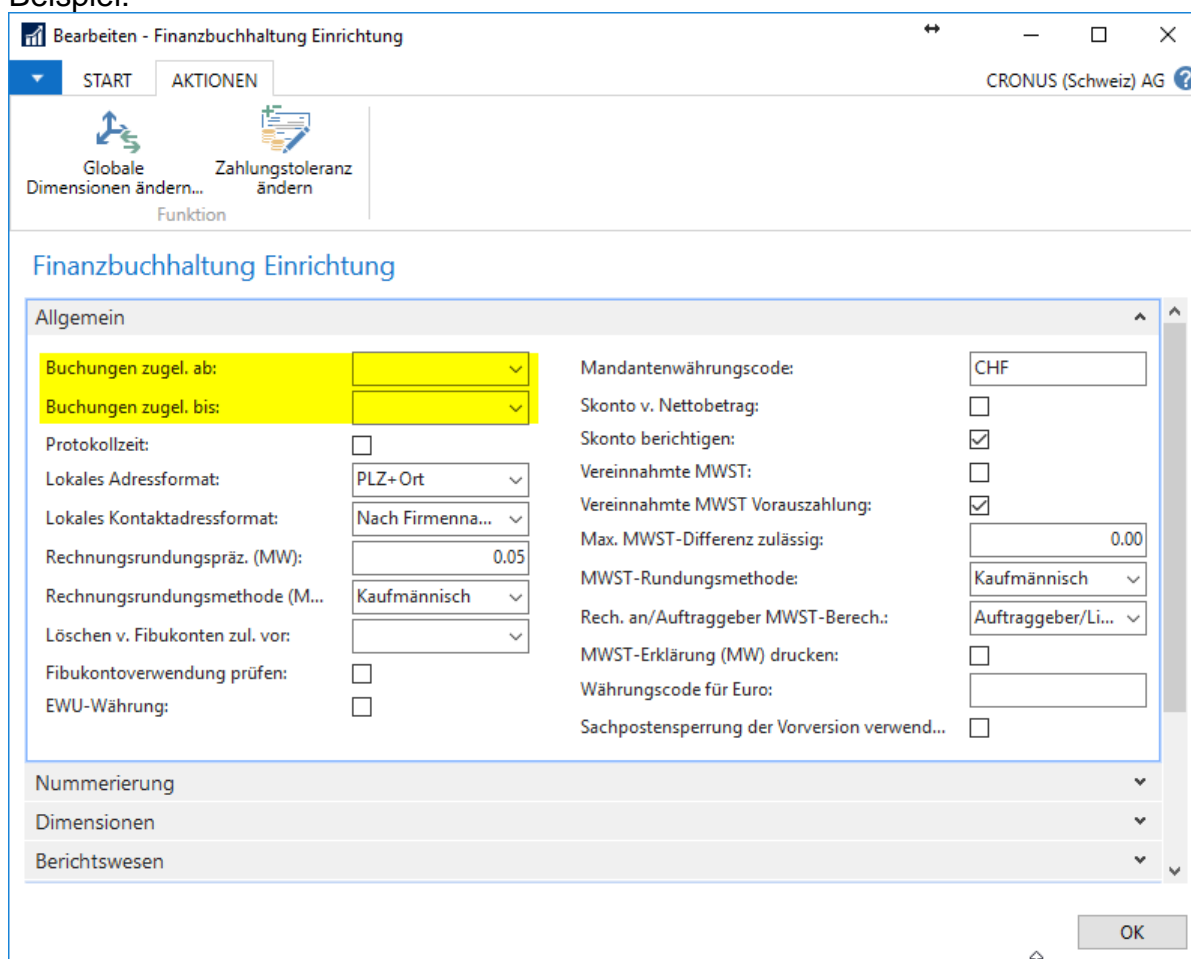 Beispiel:
Bearbeiten - Finanzbuchhaltung Einrichtung
START AKTIONEN CRONUS (Schweiz) AG ?
Globale
Dimensionen ändern...
Zahlungstoleranz
ändern
Funktion
Finanzbuchhaltung Einrichtung
Allgemein
Buchungen zugel. ab:
Buchungen zugel. bis:
Protokollzeit:
Lokales Adressformat: PLZ+Ort
Lokales Kontaktadressformat: Nach Firmenna...
Rechnungsrundungspräz. (MW): 0.05
Rechnungsrundungsmethode (M... Kaufmännisch
Löschen v. Fibukonten zul. vor:
Fibukontoverwendung prüfen:
EWU-Währung:
Mandantenwährungscode: CHF
Skonto v. Nettobetrag:
Skonto berichtigen:
Vereinnahmte MWST:
Vereinnahmte MWST Vorauszahlung:
Max. MWST-Differenz zulässig: 0.00
MWST-Rundungsmethode: Kaufmännisch
Rech. an/Auftraggeber MWST-Berech.: Auftraggeber/Li...
MWST-Erklärung (MW) drucken:
Währungscode für Euro:
Sachpostensperrung der Vorversion verwend...
Nummerierung
Dimensionen
Berichtswesen
OK